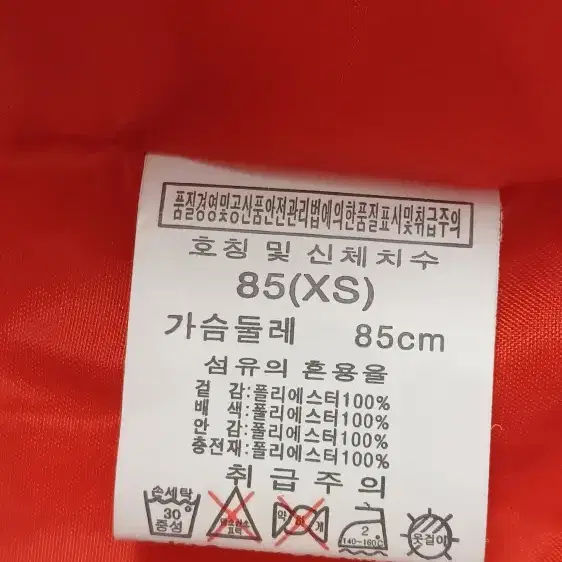 품질경영및공산품안전관리법에의한품질표시및취급주의
호칭 및 신체치수
85(XS)
가슴둘레 85cm
섬유의 혼용율
겉 감:폴리에스터100%
배 색:폴리에스터100%
안 감:폴리에스터100%
충전재:폴리에스터100%
취급주의
손세탁
30
중성
약하게
2
140~160C
옷걸이